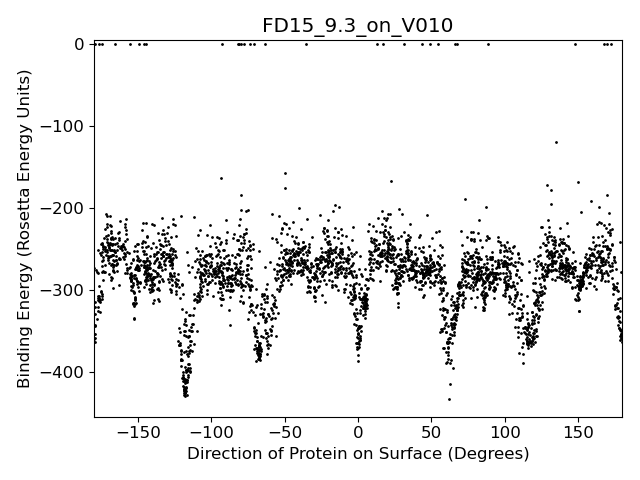 FD15_9.3_on_V010
Binding Energy (Rosetta Energy Units)
0
−100
−200
−300
−400
−150 −100 −50 0 50 100 150
Direction of Protein on Surface (Degrees)